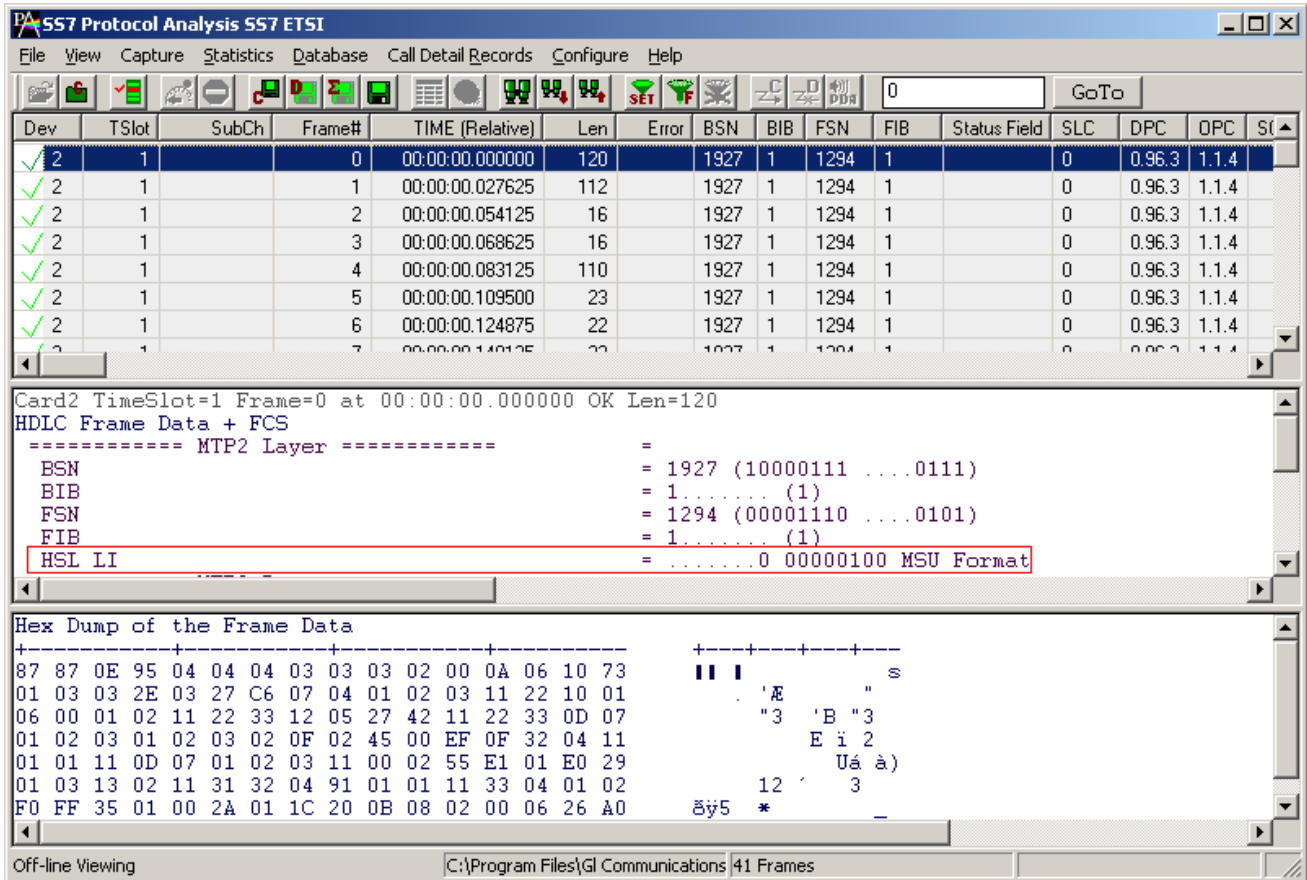 SS7 Protocol Analysis SS7 ETSI
File View Capture Statistics Database Call Detail Records Configure Help
SET F PDA 0 GoTo
Dev TSlot SubCh Frame# TIME (Relative) Len Error BSN BIB FSN FIB Status Field SLC DPC OPC
2 1 0 00:00:00.000000 120 1927 1 1294 1 0 0.96.3 1.1.4
2 1 1 00:00:00.027625 112 1927 1 1294 1 0 0.96.3 1.1.4
2 1 2 00:00:00.054125 16 1927 1 1294 1 0 0.96.3 1.1.4
2 1 3 00:00:00.068625 16 1927 1 1294 1 0 0.96.3 1.1.4
2 1 4 00:00:00.083125 110 1927 1 1294 1 0 0.96.3 1.1.4
2 1 5 00:00:00.109500 23 1927 1 1294 1 0 0.96.3 1.1.4
2 1 6 00:00:00.124875 22 1927 1 1294 1 0 0.96.3 1.1.4
Card2 TimeSlot=1 Frame=0 at 00:00:00.000000 OK Len=120
HDLC Frame Data + FCS
============ MTP2 Layer ============ =
BSN = 1927 (10000111 ....0111)
BIB = 1....... (1)
FSN = 1294 (00001110 ....0101)
FIB = 1....... (1)
HSL LI = .......0 00000100 MSU Format
Hex Dump of the Frame Data
+-----------+-----------+-----------+---------- +---+---+---+---
87 87 0E 95 04 04 04 03 03 03 02 00 0A 06 10 73 s
01 03 03 2E 03 27 C6 07 04 01 02 03 11 22 10 01 . 'Æ "
06 00 01 02 11 22 33 12 05 27 42 11 22 33 0D 07 "3 'B "3
01 02 03 01 02 03 02 0F 02 45 00 EF 0F 32 04 11 E ï 2
01 01 11 0D 07 01 02 03 11 00 02 55 E1 01 E0 29 Uá à)
01 03 13 02 11 31 32 04 91 01 01 11 33 04 01 02 12 ´ 3
F0 FF 35 01 00 2A 01 1C 20 0B 08 02 00 06 26 A0 ðÿ5 * _
Off-line Viewing C:\Program Files\Gl Communications 41 Frames